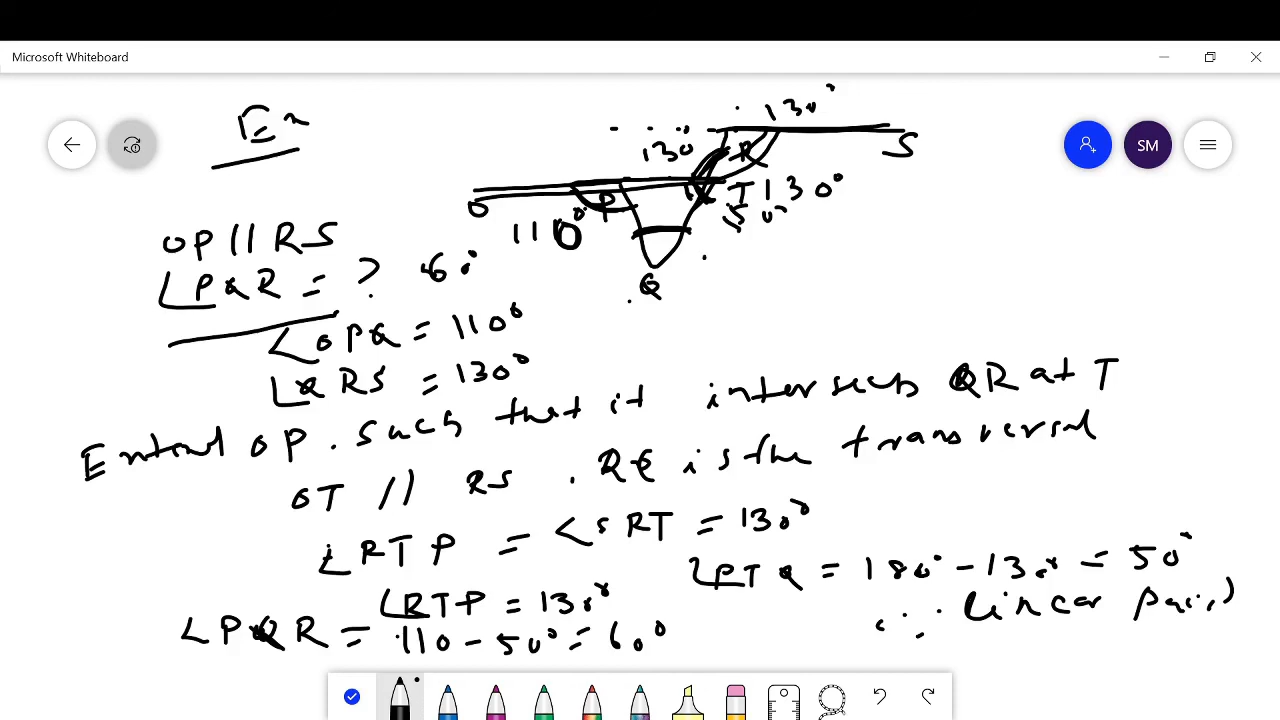 Microsoft Whiteboard
Ex
130°
130°
R
S
SM
O
P
T 130°
50°
110°
Q
OP || RS
∠PQR = ? 60°
∠OPQ = 110°
∠QRS = 130°
Extend OP. Such that it intersects QR at T
OT // RS. RQ is the transversal
∠RTP = ∠SRT = 130°
∠PTQ = 180° - 130° = 50°
∠RTP = 130°
(∵ linear pair)
∠PQR = 110 - 50° = 60°